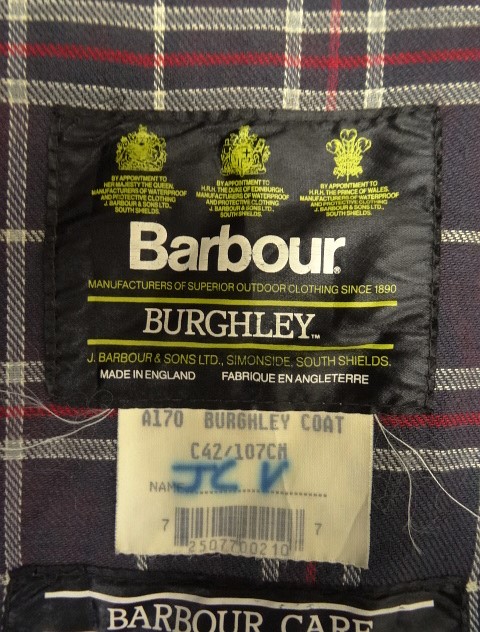 BY APPOINTMENT TO
HER MAJESTY THE QUEEN,
MANUFACTURERS OF WATERPROOF
AND PROTECTIVE CLOTHING
J. BARBOUR & SONS LTD.,
SOUTH SHIELDS.
BY APPOINTMENT TO
H.R.H. THE DUKE OF EDINBURGH,
MANUFACTURERS OF WATERPROOF
AND PROTECTIVE CLOTHING
J. BARBOUR & SONS LTD.,
SOUTH SHIELDS.
BY APPOINTMENT TO
H.R.H. THE PRINCE OF WALES,
MANUFACTURERS OF WATERPROOF
AND PROTECTIVE CLOTHING
J. BARBOUR & SONS LTD.,
SOUTH SHIELDS.
Barbour®
MANUFACTURERS OF SUPERIOR OUTDOOR CLOTHING SINCE 1890
BURGHLEY™
J. BARBOUR & SONS LTD., SIMONSIDE, SOUTH SHIELDS.
MADE IN ENGLAND FABRIQUE EN ANGLETERRE
A170 BURGHLEY COAT
C42/107CM
NAME JC V
7 7
2507700210
BARBOUR CARE